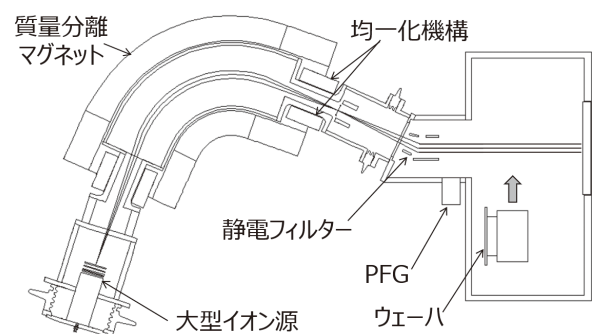 質量分離
マグネット
均一化機構
静電フィルター
PFG
ウェーハ
大型イオン源